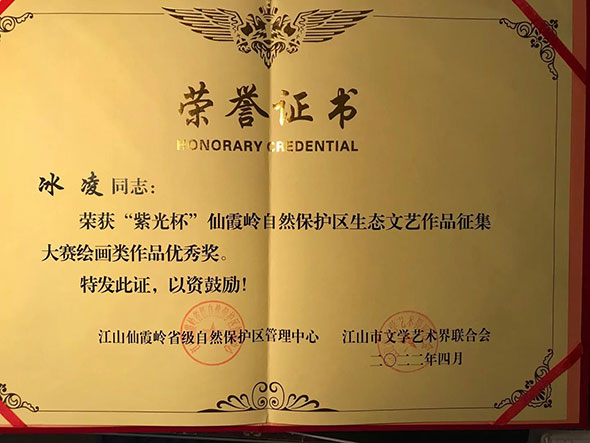 荣誉证书
HONORARY CREDENTIAL
冰凌 同志：
荣获“紫光杯”仙霞岭自然保护区生态文艺作品征集
大赛绘画类作品优秀奖。
特发此证，以资鼓励！
江山仙霞岭省级自然保护区管理中心 江山市文学艺术界联合会
二〇二二年四月